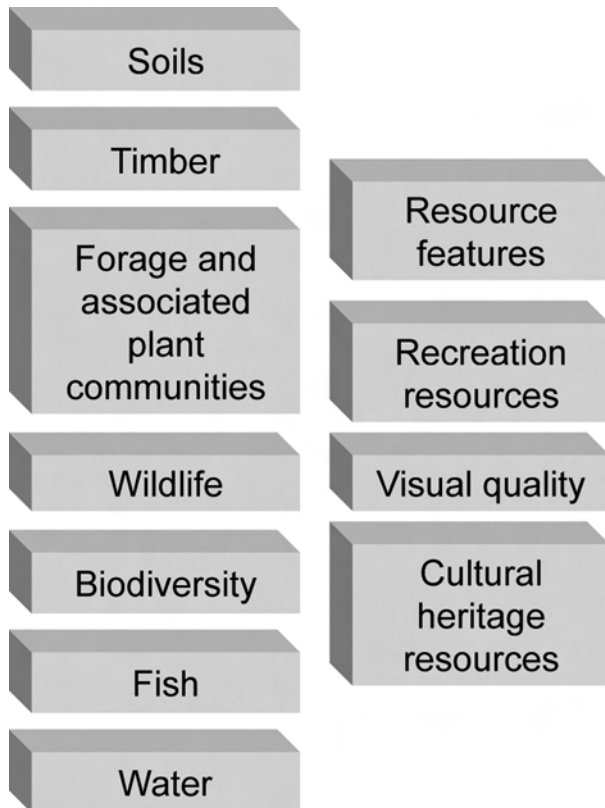 Soils
Timber
Forage and
associated
plant
communities
Wildlife
Biodiversity
Fish
Water
Resource
features
Recreation
resources
Visual quality
Cultural
heritage
resources